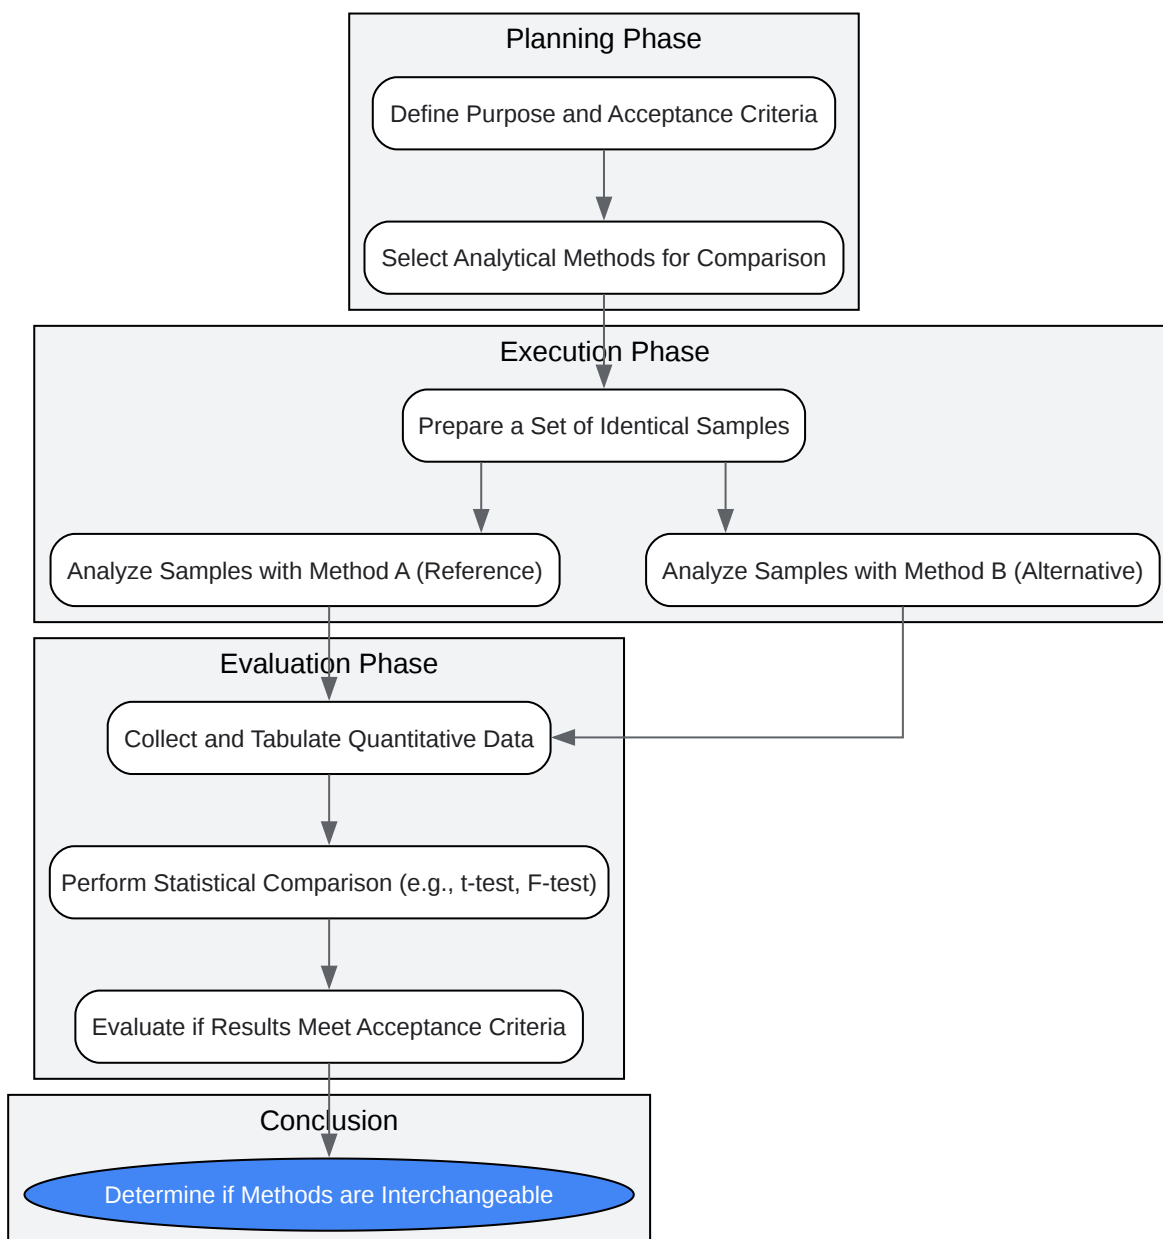 Planning Phase
Define Purpose and Acceptance Criteria
Select Analytical Methods for Comparison
Execution Phase
Prepare a Set of Identical Samples
Analyze Samples with Method A (Reference)
Analyze Samples with Method B (Alternative)
Evaluation Phase
Collect and Tabulate Quantitative Data
Perform Statistical Comparison (e.g., t-test, F-test)
Evaluate if Results Meet Acceptance Criteria
Conclusion
Determine if Methods are Interchangeable